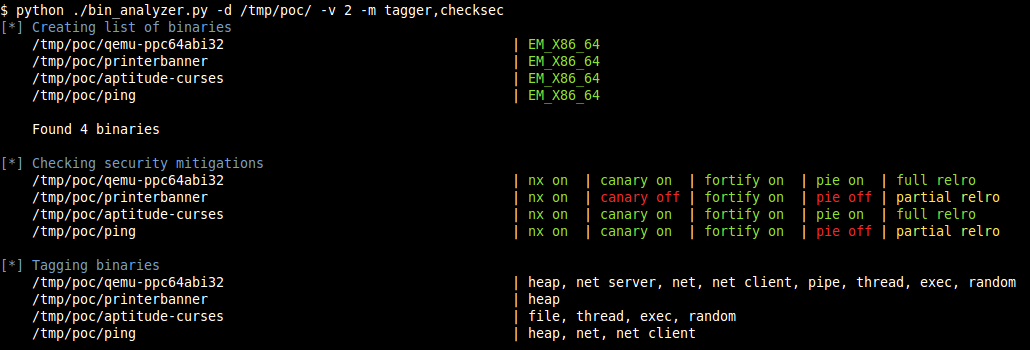 $ python ./bin_analyzer.py -d /tmp/poc/ -v 2 -m tagger,checksec
[*] Creating list of binaries
/tmp/poc/qemu-ppc64abi32 | EM_X86_64
/tmp/poc/printerbanner | EM_X86_64
/tmp/poc/aptitude-curses | EM_X86_64
/tmp/poc/ping | EM_X86_64
Found 4 binaries
[*] Checking security mitigations
/tmp/poc/qemu-ppc64abi32 | nx on | canary on | fortify on | pie on | full relro
/tmp/poc/printerbanner | nx on | canary off | fortify on | pie off | partial relro
/tmp/poc/aptitude-curses | nx on | canary on | fortify on | pie on | full relro
/tmp/poc/ping | nx on | canary on | fortify on | pie off | partial relro
[*] Tagging binaries
/tmp/poc/qemu-ppc64abi32 | heap, net server, net, net client, pipe, thread, exec, random
/tmp/poc/printerbanner | heap
/tmp/poc/aptitude-curses | file, thread, exec, random
/tmp/poc/ping | heap, net, net client